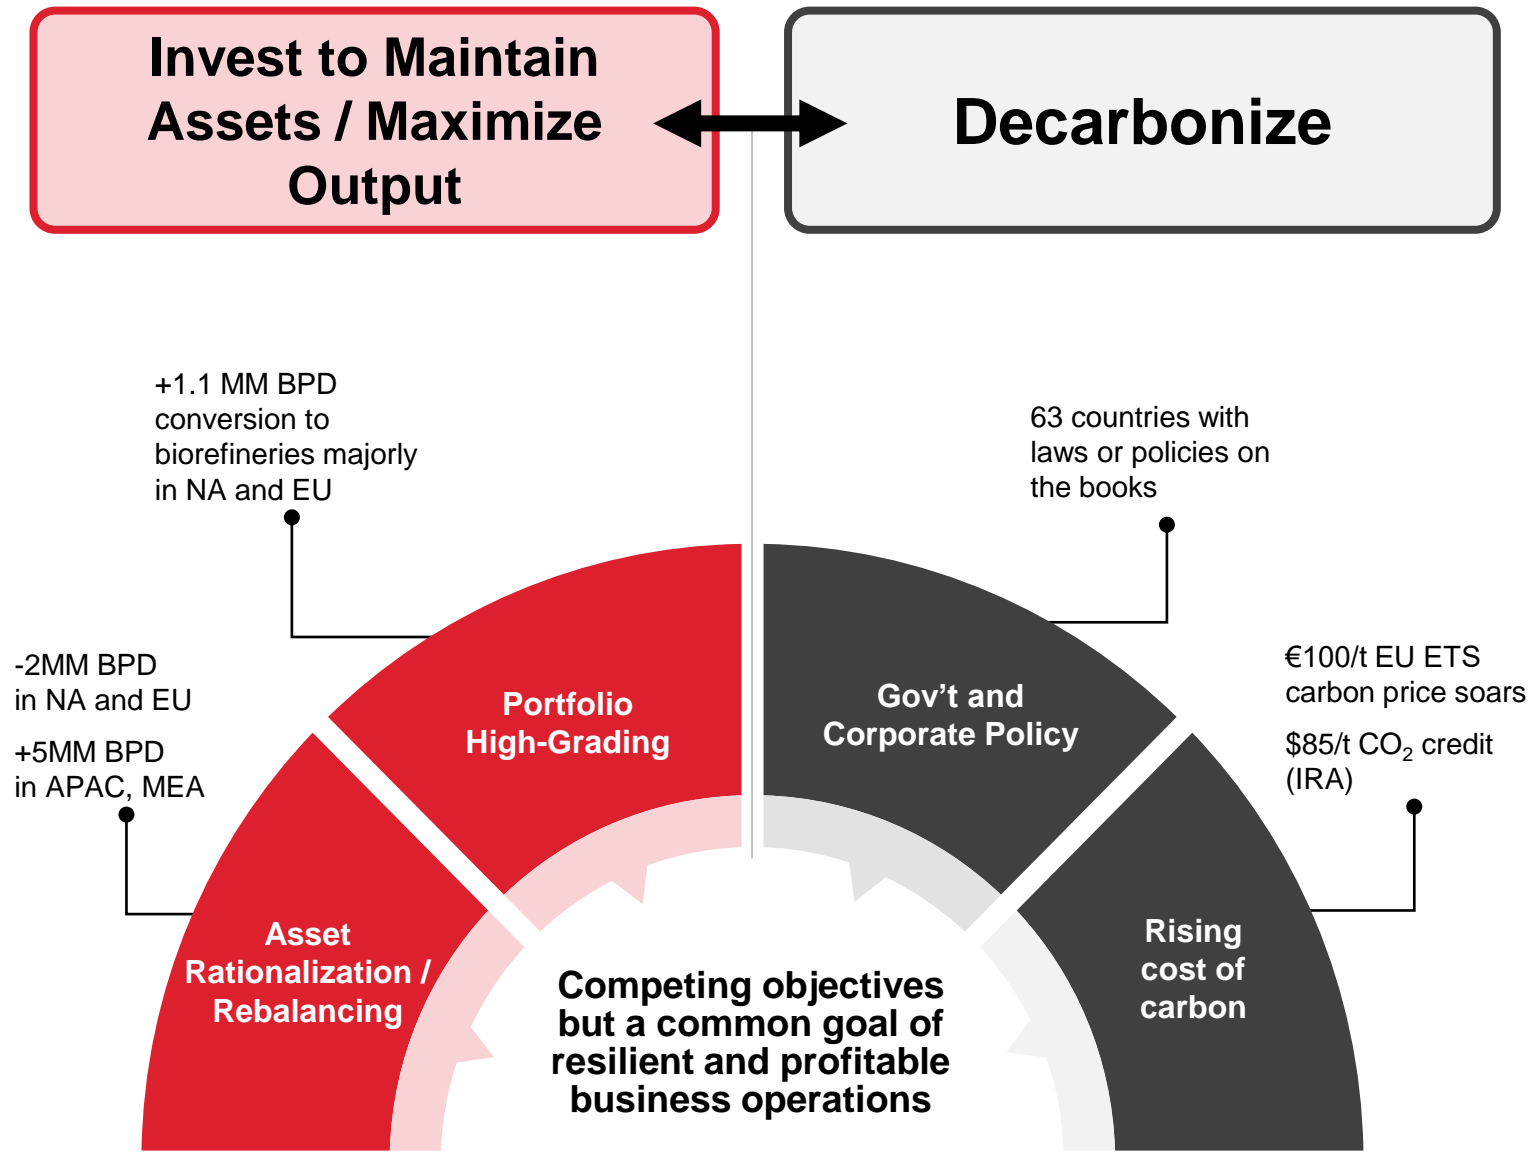 Invest to Maintain
Assets / Maximize
Output
Decarbonize
+1.1 MM BPD
conversion to
biorefineries majorly
in NA and EU
63 countries with
laws or policies on
the books
-2MM BPD
in NA and EU
+5MM BPD
in APAC, MEA
€100/t EU ETS
carbon price soars
$85/t CO₂ credit
(IRA)
Portfolio
High-Grading
Gov’t and
Corporate Policy
Asset
Rationalization /
Rebalancing
Rising
cost of
carbon
Competing objectives
but a common goal of
resilient and profitable
business operations